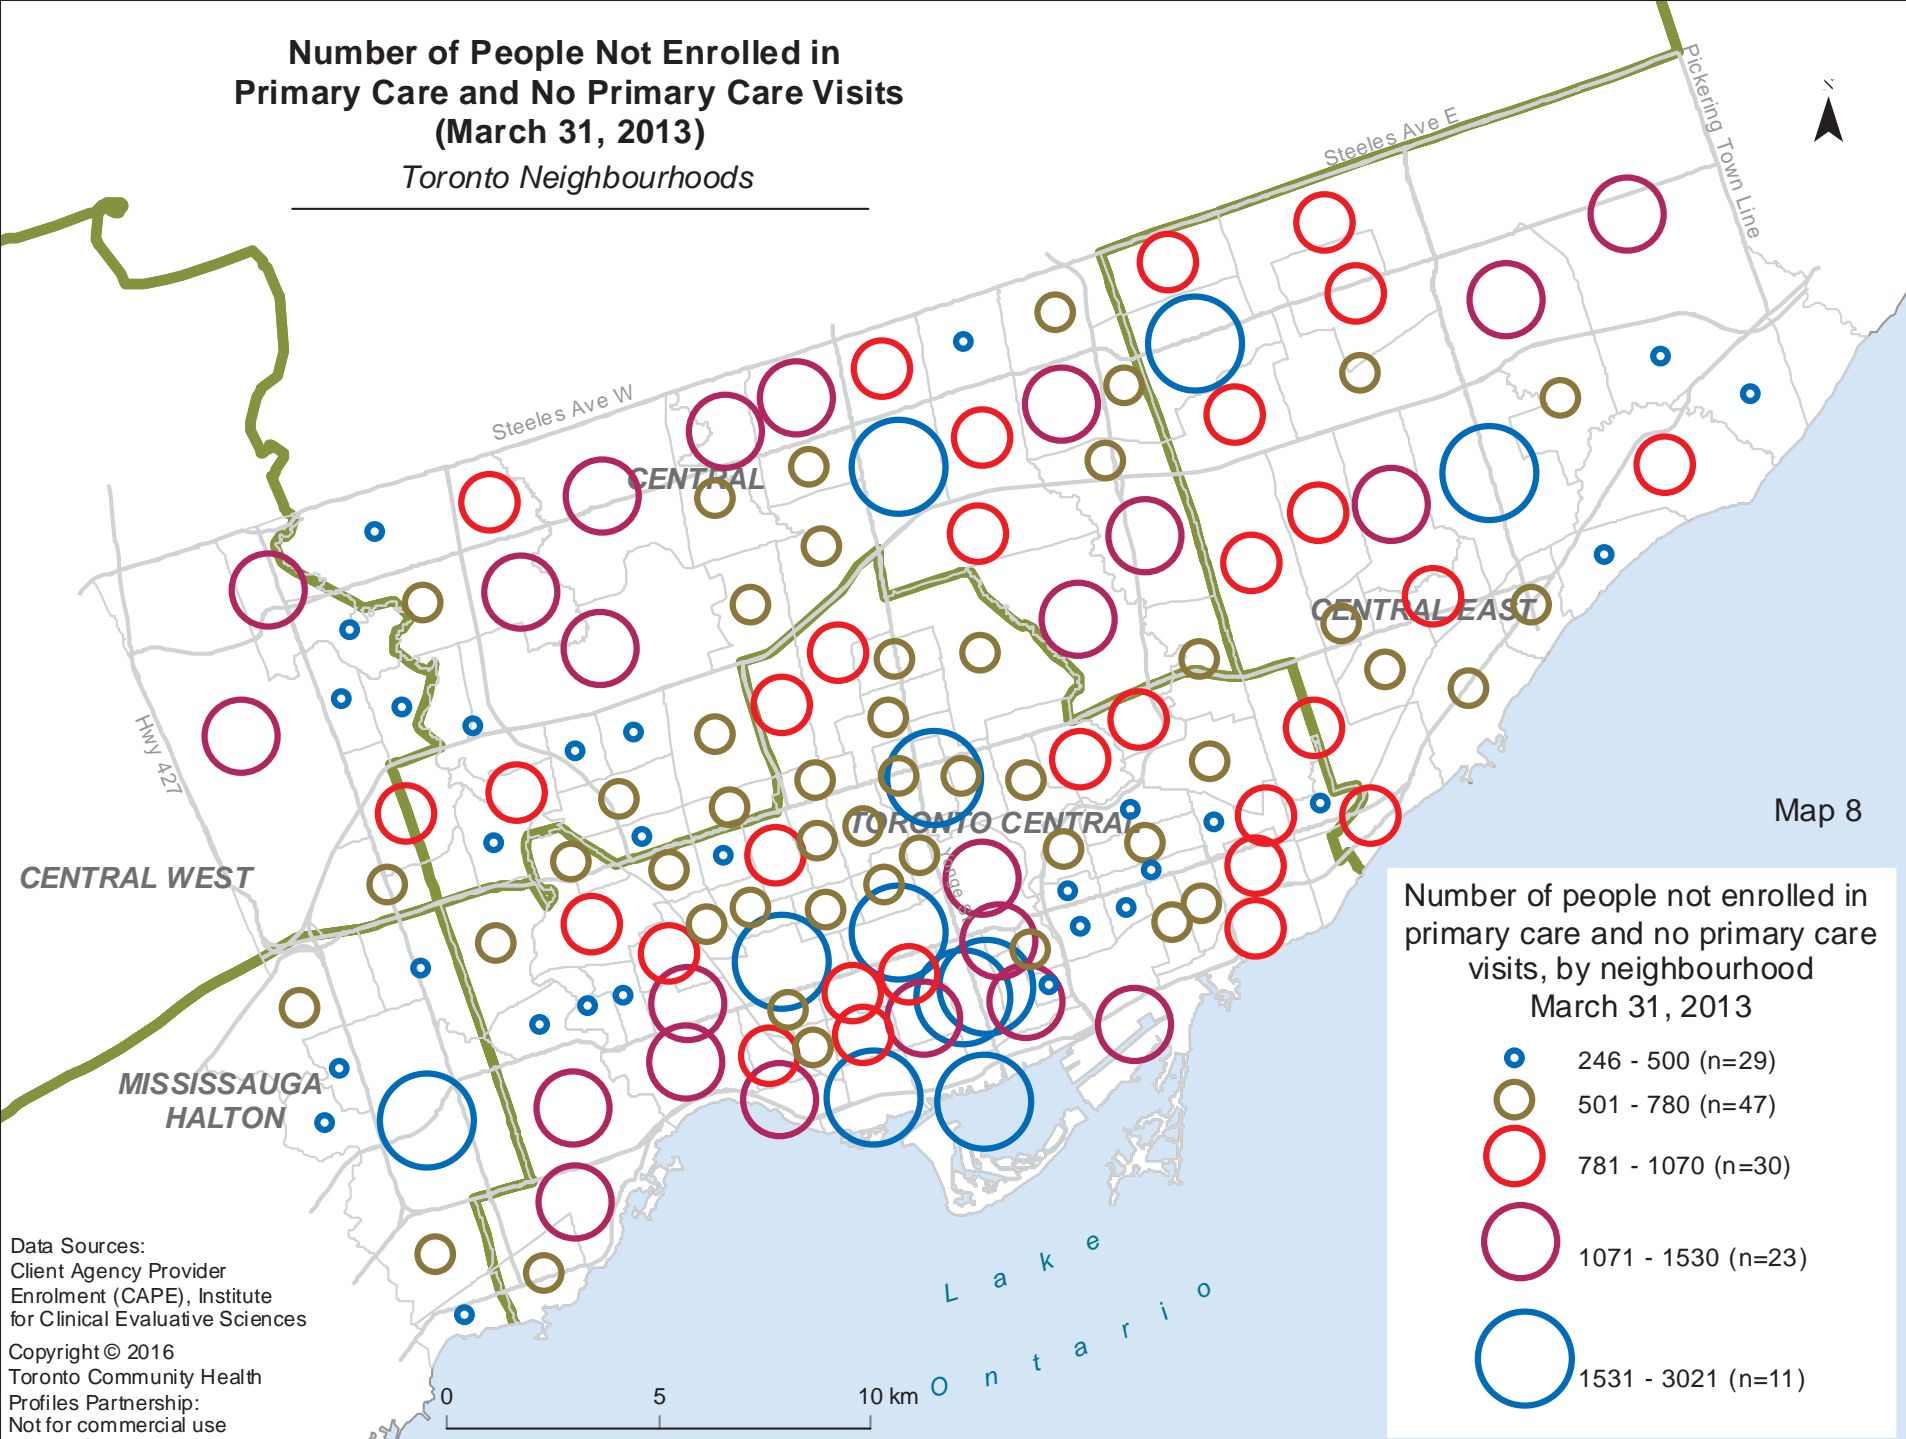 Number of People Not Enrolled in
Primary Care and No Primary Care Visits
(March 31, 2013)
Toronto Neighbourhoods
N
Pickering Town Line
Steeles Ave E
Steeles Ave W
CENTRAL
CENTRAL EAST
Hwy 427
TORONTO CENTRAL
Yonge St
Map 8
CENTRAL WEST
MISSISSAUGA
HALTON
Number of people not enrolled in
primary care and no primary care
visits, by neighbourhood
March 31, 2013
246 - 500 (n=29)
501 - 780 (n=47)
781 - 1070 (n=30)
1071 - 1530 (n=23)
1531 - 3021 (n=11)
Lake
Ontario
Data Sources:
Client Agency Provider
Enrolment (CAPE), Institute
for Clinical Evaluative Sciences
Copyright © 2016
Toronto Community Health
Profiles Partnership:
Not for commercial use
0 5 10 km